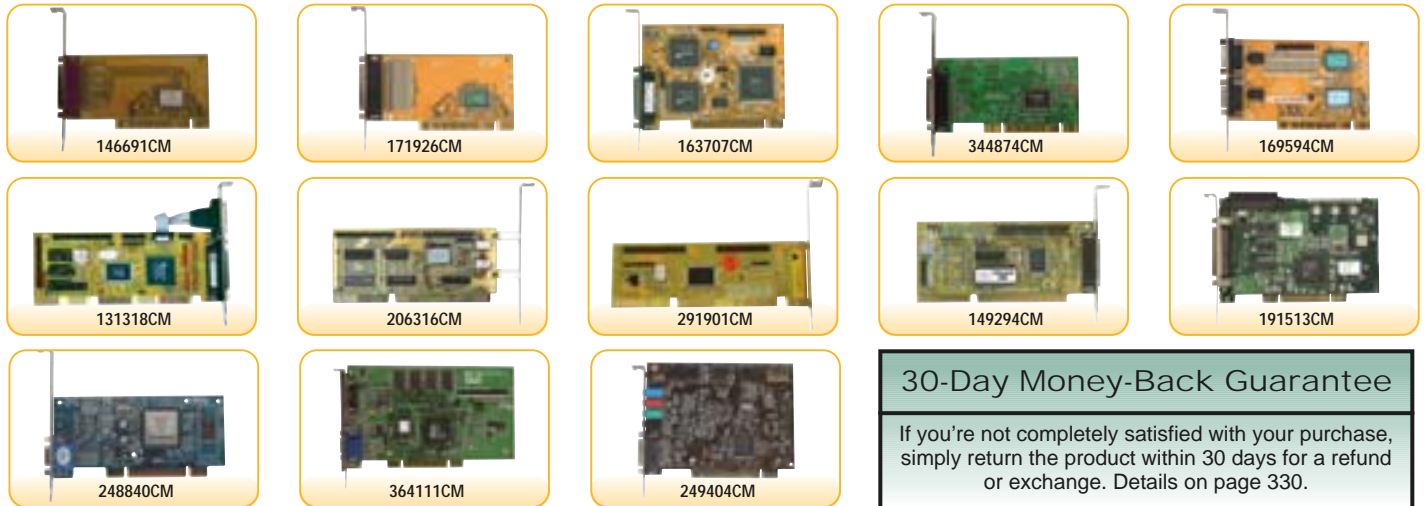 146691CM
171926CM
163707CM
344874CM
169594CM
131318CM
206316CM
291901CM
149294CM
191513CM
248840CM
364111CM
249404CM
30-Day Money-Back Guarantee
If you're not completely satisfied with your purchase,
simply return the product within 30 days for a refund
or exchange. Details on page 330.